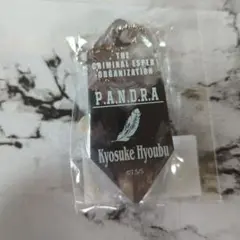 THE
CRIMINAL ESPER
ORGANIZATION
P.A.N.D.R.A
Kyosuke Hyoubu